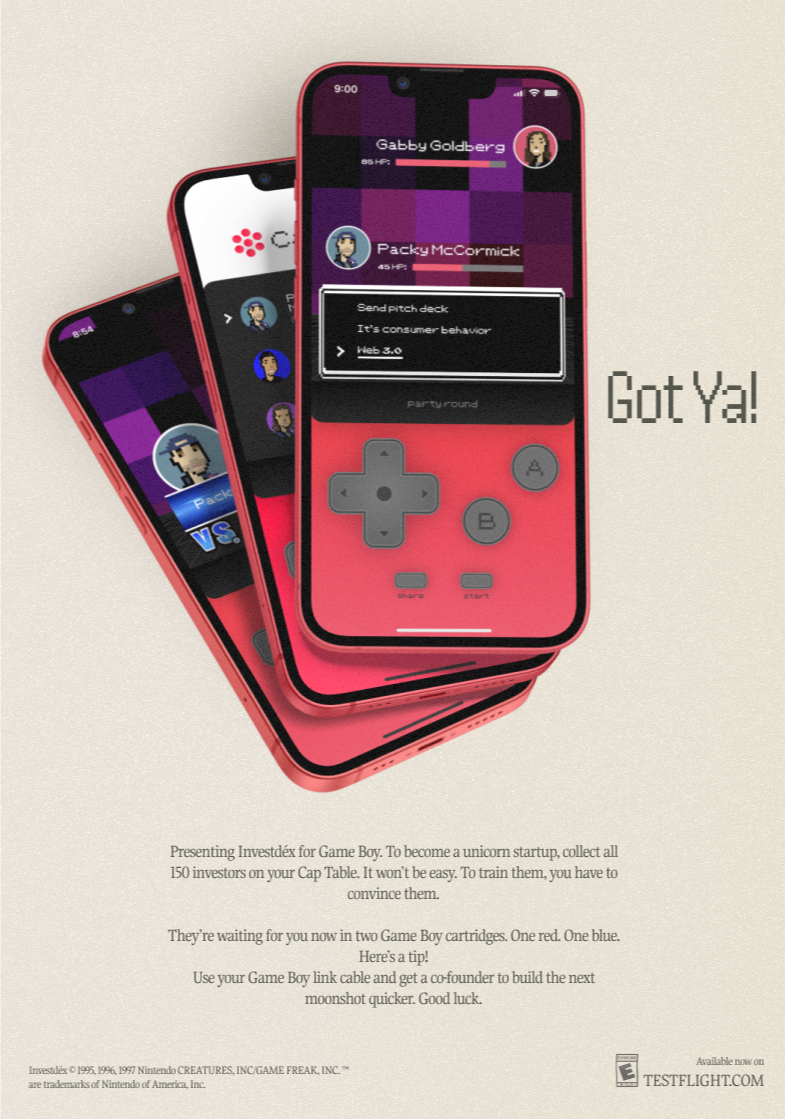 9:00
Gabby Goldberg
85 HP:
Packy McCormick
45 HP:
Send pitch deck
It's consumer behavior
Web 3.0
party round
A
B
share
start
8:54
Pack
VS.
Got Ya!
Presenting Investdéx for Game Boy. To become a unicorn startup, collect all
150 investors on your Cap Table. It won't be easy. To train them, you have to
convince them.
They're waiting for you now in two Game Boy cartridges. One red. One blue.
Here's a tip!
Use your Game Boy link cable and get a co-founder to build the next
moonshot quicker. Good luck.
Investdéx © 1995, 1996, 1997 Nintendo CREATURES, INC/GAME FREAK, INC. ™
are trademarks of Nintendo of America, Inc.
E
Available now on
TESTFLIGHT.COM